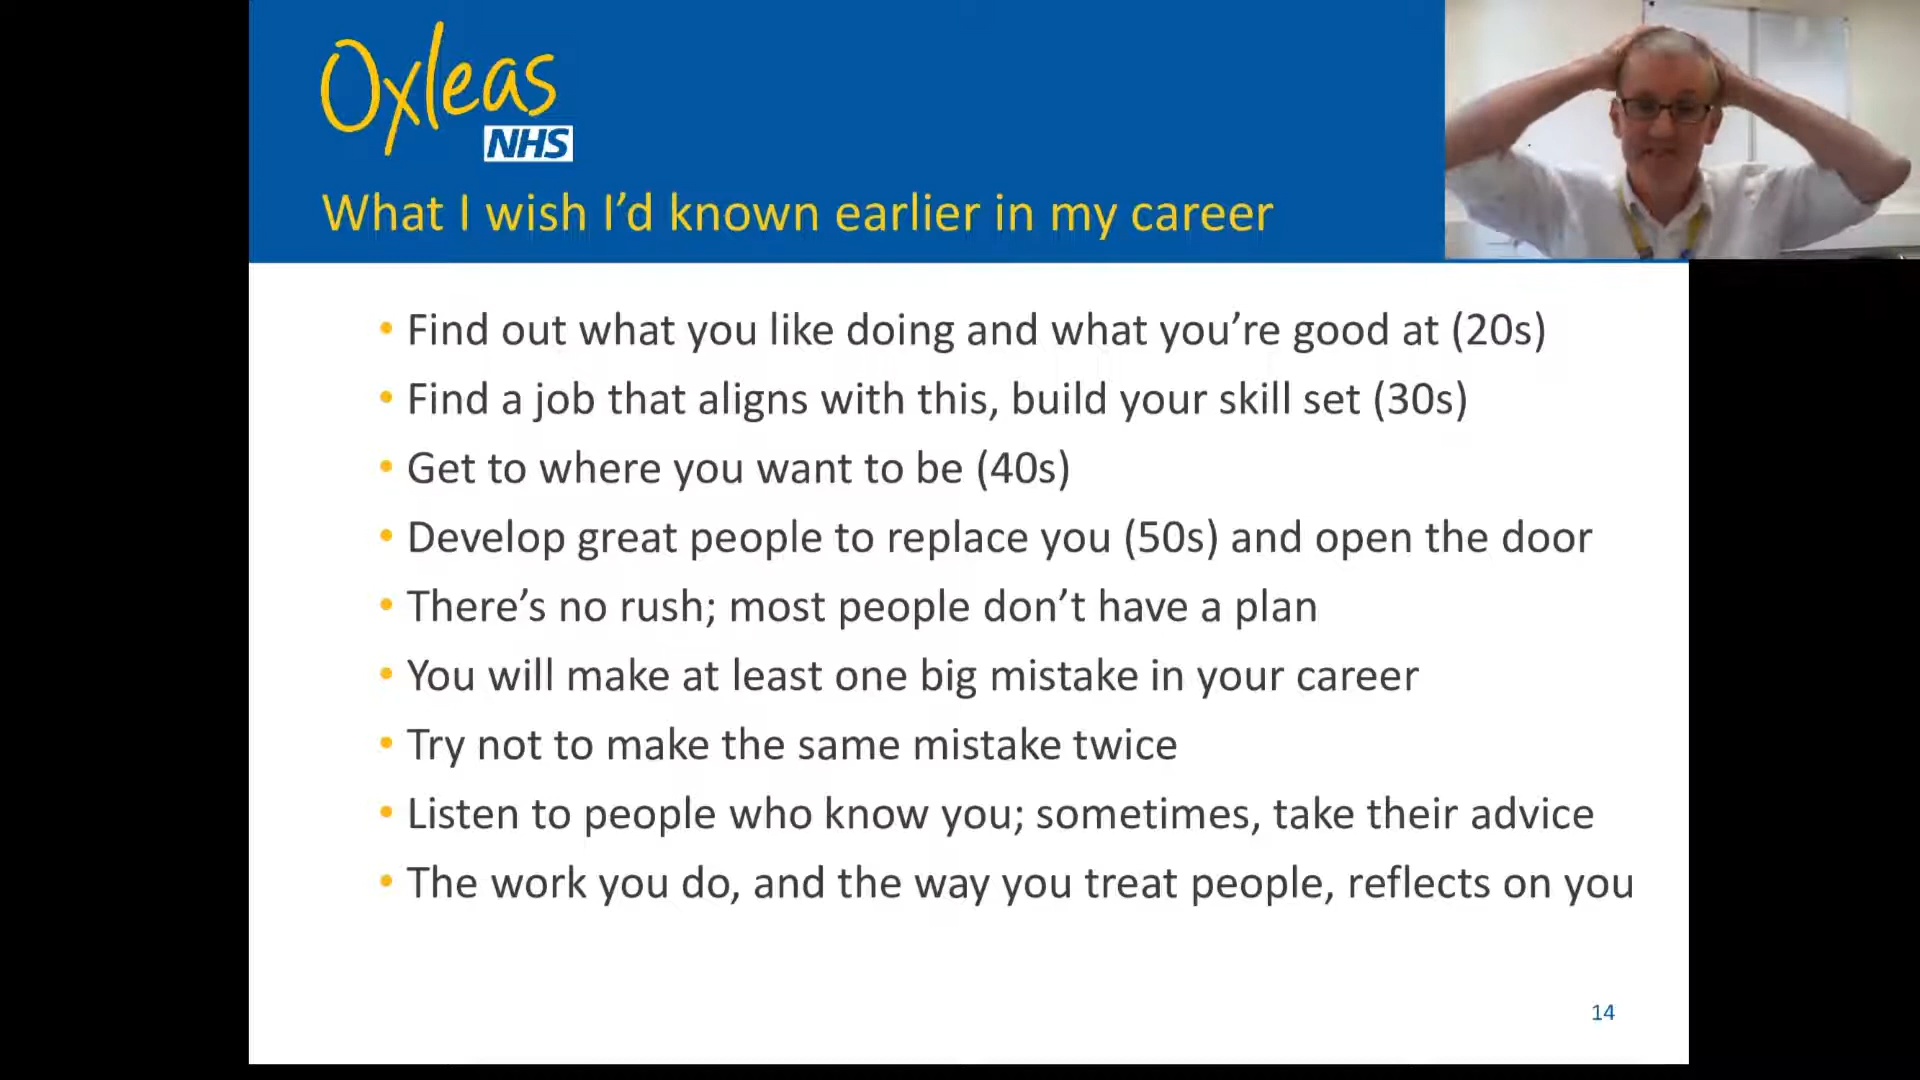 Oxleas
NHS
What I wish I’d known earlier in my career
• Find out what you like doing and what you’re good at (20s)
• Find a job that aligns with this, build your skill set (30s)
• Get to where you want to be (40s)
• Develop great people to replace you (50s) and open the door
• There’s no rush; most people don’t have a plan
• You will make at least one big mistake in your career
• Try not to make the same mistake twice
• Listen to people who know you; sometimes, take their advice
• The work you do, and the way you treat people, reflects on you
14